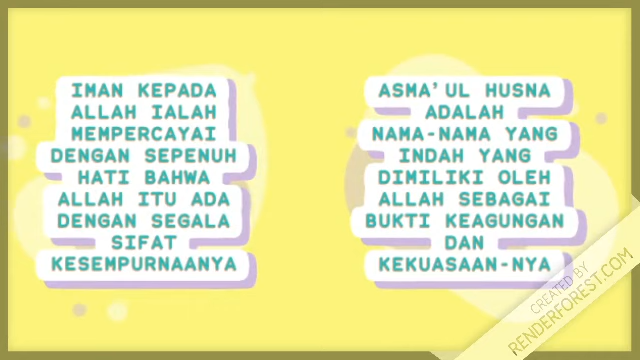 IMAN KEPADA
ALLAH IALAH
MEMPERCAYAI
DENGAN SEPENUH
HATI BAHWA
ALLAH ITU ADA
DENGAN SEGALA
SIFAT
KESEMPURNAANYA
ASMA'UL HUSNA
ADALAH
NAMA-NAMA YANG
INDAH YANG
DIMILIKI OLEH
ALLAH SEBAGAI
BUKTI KEAGUNGAN
DAN
KEKUASAAN-NYA
CREATED BY
RENDERFOREST.COM